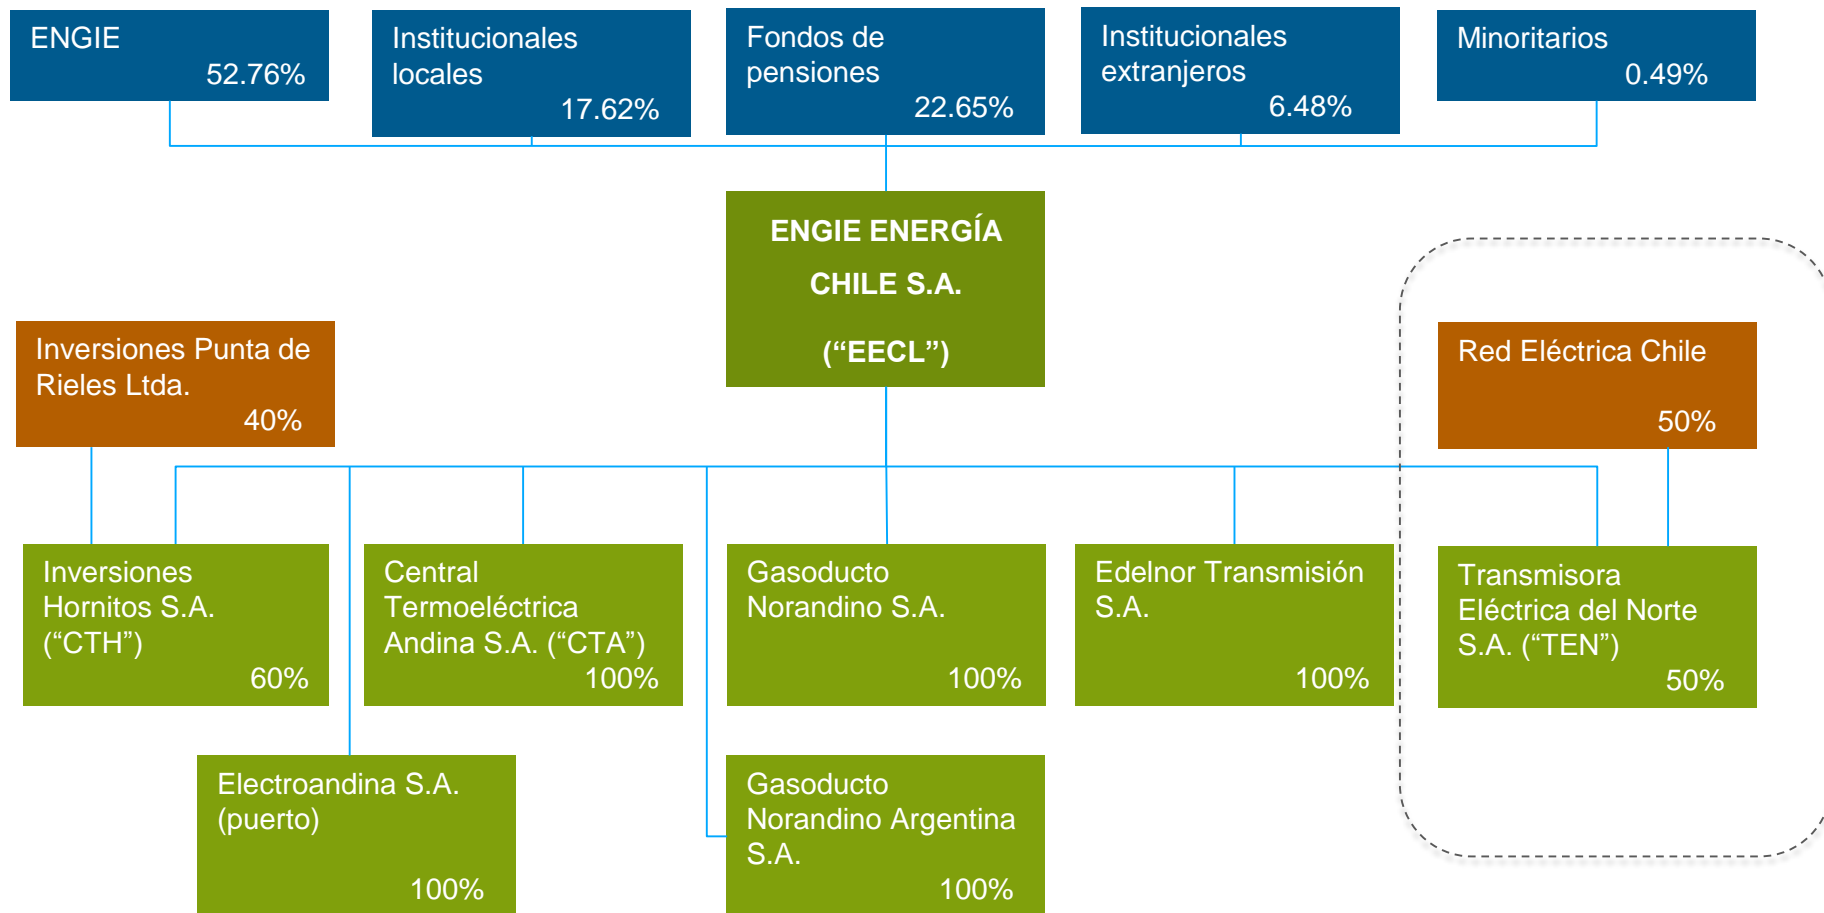 ENGIE
52.76%
Institucionales
locales
17.62%
Fondos de
pensiones
22.65%
Institucionales
extranjeros
6.48%
Minoritarios
0.49%
ENGIE ENERGÍA
CHILE S.A.
(“EECL”)
Inversiones Punta de
Rieles Ltda.
40%
Red Eléctrica Chile
50%
Inversiones
Hornitos S.A.
(“CTH”)
60%
Central
Termoeléctrica
Andina S.A. (“CTA”)
100%
Gasoducto
Norandino S.A.
100%
Edelnor Transmisión
S.A.
100%
Transmisora
Eléctrica del Norte
S.A. (“TEN”)
50%
Electroandina S.A.
(puerto)
100%
Gasoducto
Norandino Argentina
S.A.
100%